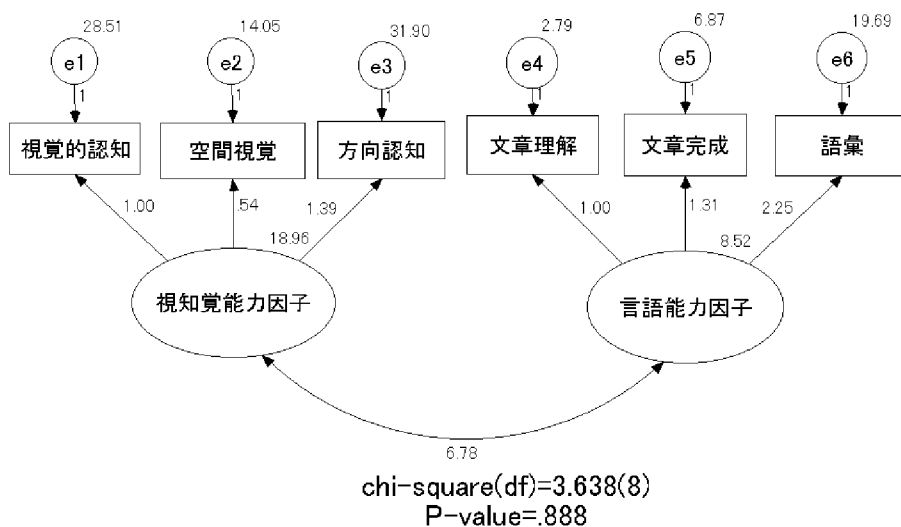 28.51 14.05 31.90 2.79 6.87 19.69
e1 e2 e3 e4 e5 e6
1 1 1 1 1 1
視覚的認知 空間視覚 方向認知 文章理解 文章完成 語彙
1.00 .54 1.39 1.00 1.31 2.25
18.96 8.52
視知覚能力因子 言語能力因子
6.78
chi-square(df)=3.638(8)
P-value=.888